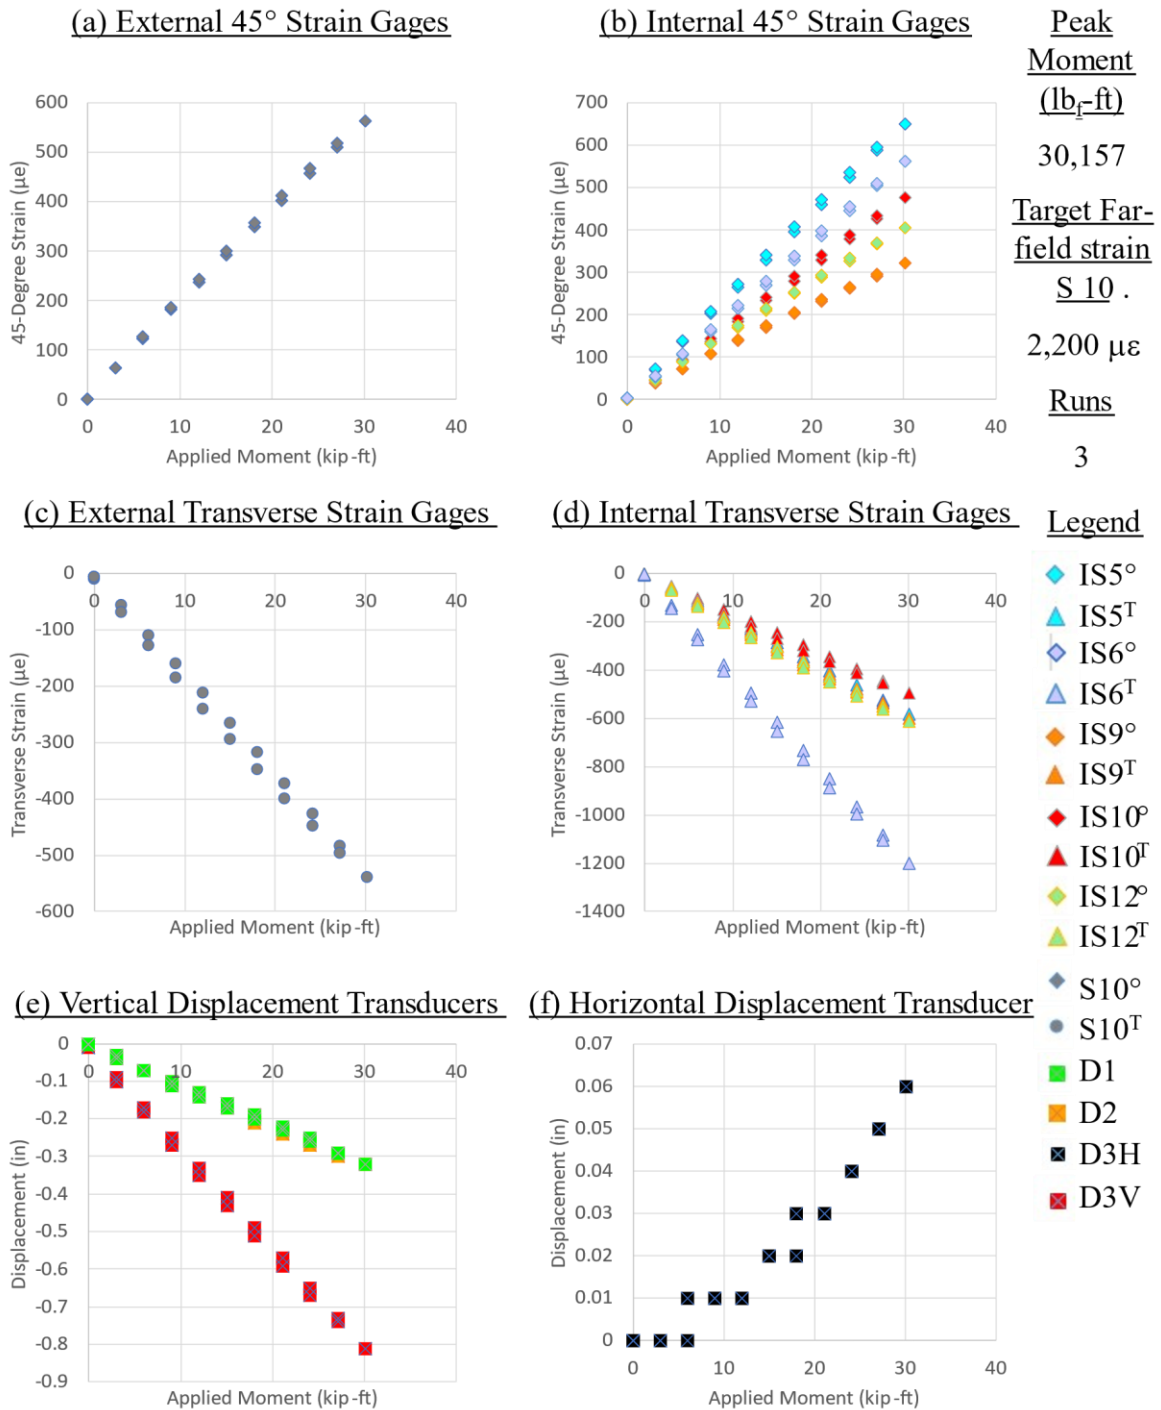 (a) External 45° Strain Gages
600
500
400
300
200
100
0
0 10 20 30 40
45-Degree Strain (µe)
Applied Moment (kip-ft)
(b) Internal 45° Strain Gages
700
600
500
400
300
200
100
0
0 10 20 30 40
45-Degree Strain (µe)
Applied Moment (kip-ft)
Peak
Moment
(lbf-ft)
30,157
Target Far-
field strain
S 10 .
2,200 µε
Runs
3
(c) External Transverse Strain Gages
0
-100
-200
-300
-400
-500
-600
0 10 20 30 40
Transverse Strain (µe)
Applied Moment (kip-ft)
(d) Internal Transverse Strain Gages
0
-200
-400
-600
-800
-1000
-1200
-1400
0 10 20 30 40
Transverse Strain (µe)
Applied Moment (kip-ft)
Legend
IS5°
IS5ᵀ
IS6°
IS6ᵀ
IS9°
IS9ᵀ
IS10°
IS10ᵀ
IS12°
IS12ᵀ
S10°
S10ᵀ
D1
D2
D3H
D3V
(e) Vertical Displacement Transducers
0
-0.1
-0.2
-0.3
-0.4
-0.5
-0.6
-0.7
-0.8
-0.9
0 10 20 30 40
Displacement (in)
Applied Moment (kip-ft)
(f) Horizontal Displacement Transducer
0.07
0.06
0.05
0.04
0.03
0.02
0.01
0
0 10 20 30 40
Displacement (in)
Applied Moment (kip-ft)